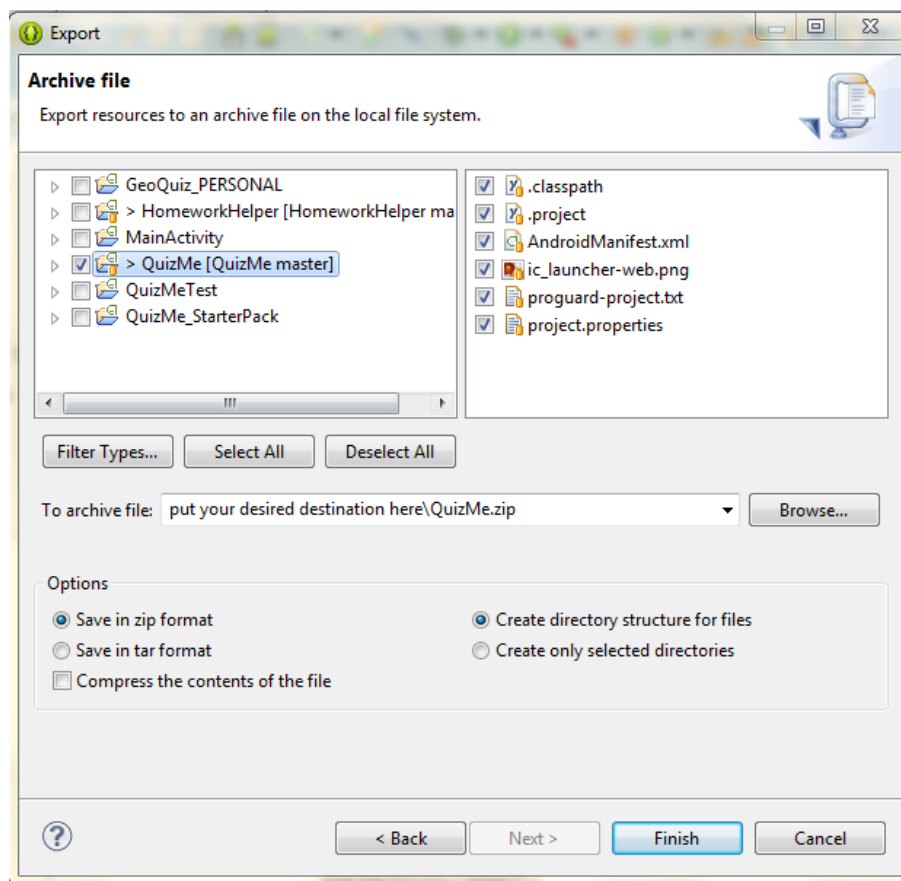 Export
Archive file
Export resources to an archive file on the local file system.
GeoQuiz_PERSONAL
> HomeworkHelper [HomeworkHelper ma
MainActivity
> QuizMe [QuizMe master]
QuizMeTest
QuizMe_StarterPack
.classpath
.project
AndroidManifest.xml
ic_launcher-web.png
proguard-project.txt
project.properties
Filter Types... Select All Deselect All
To archive file: put your desired destination here\QuizMe.zip Browse...
Options
Save in zip format Create directory structure for files
Save in tar format Create only selected directories
Compress the contents of the file
? < Back Next > Finish Cancel